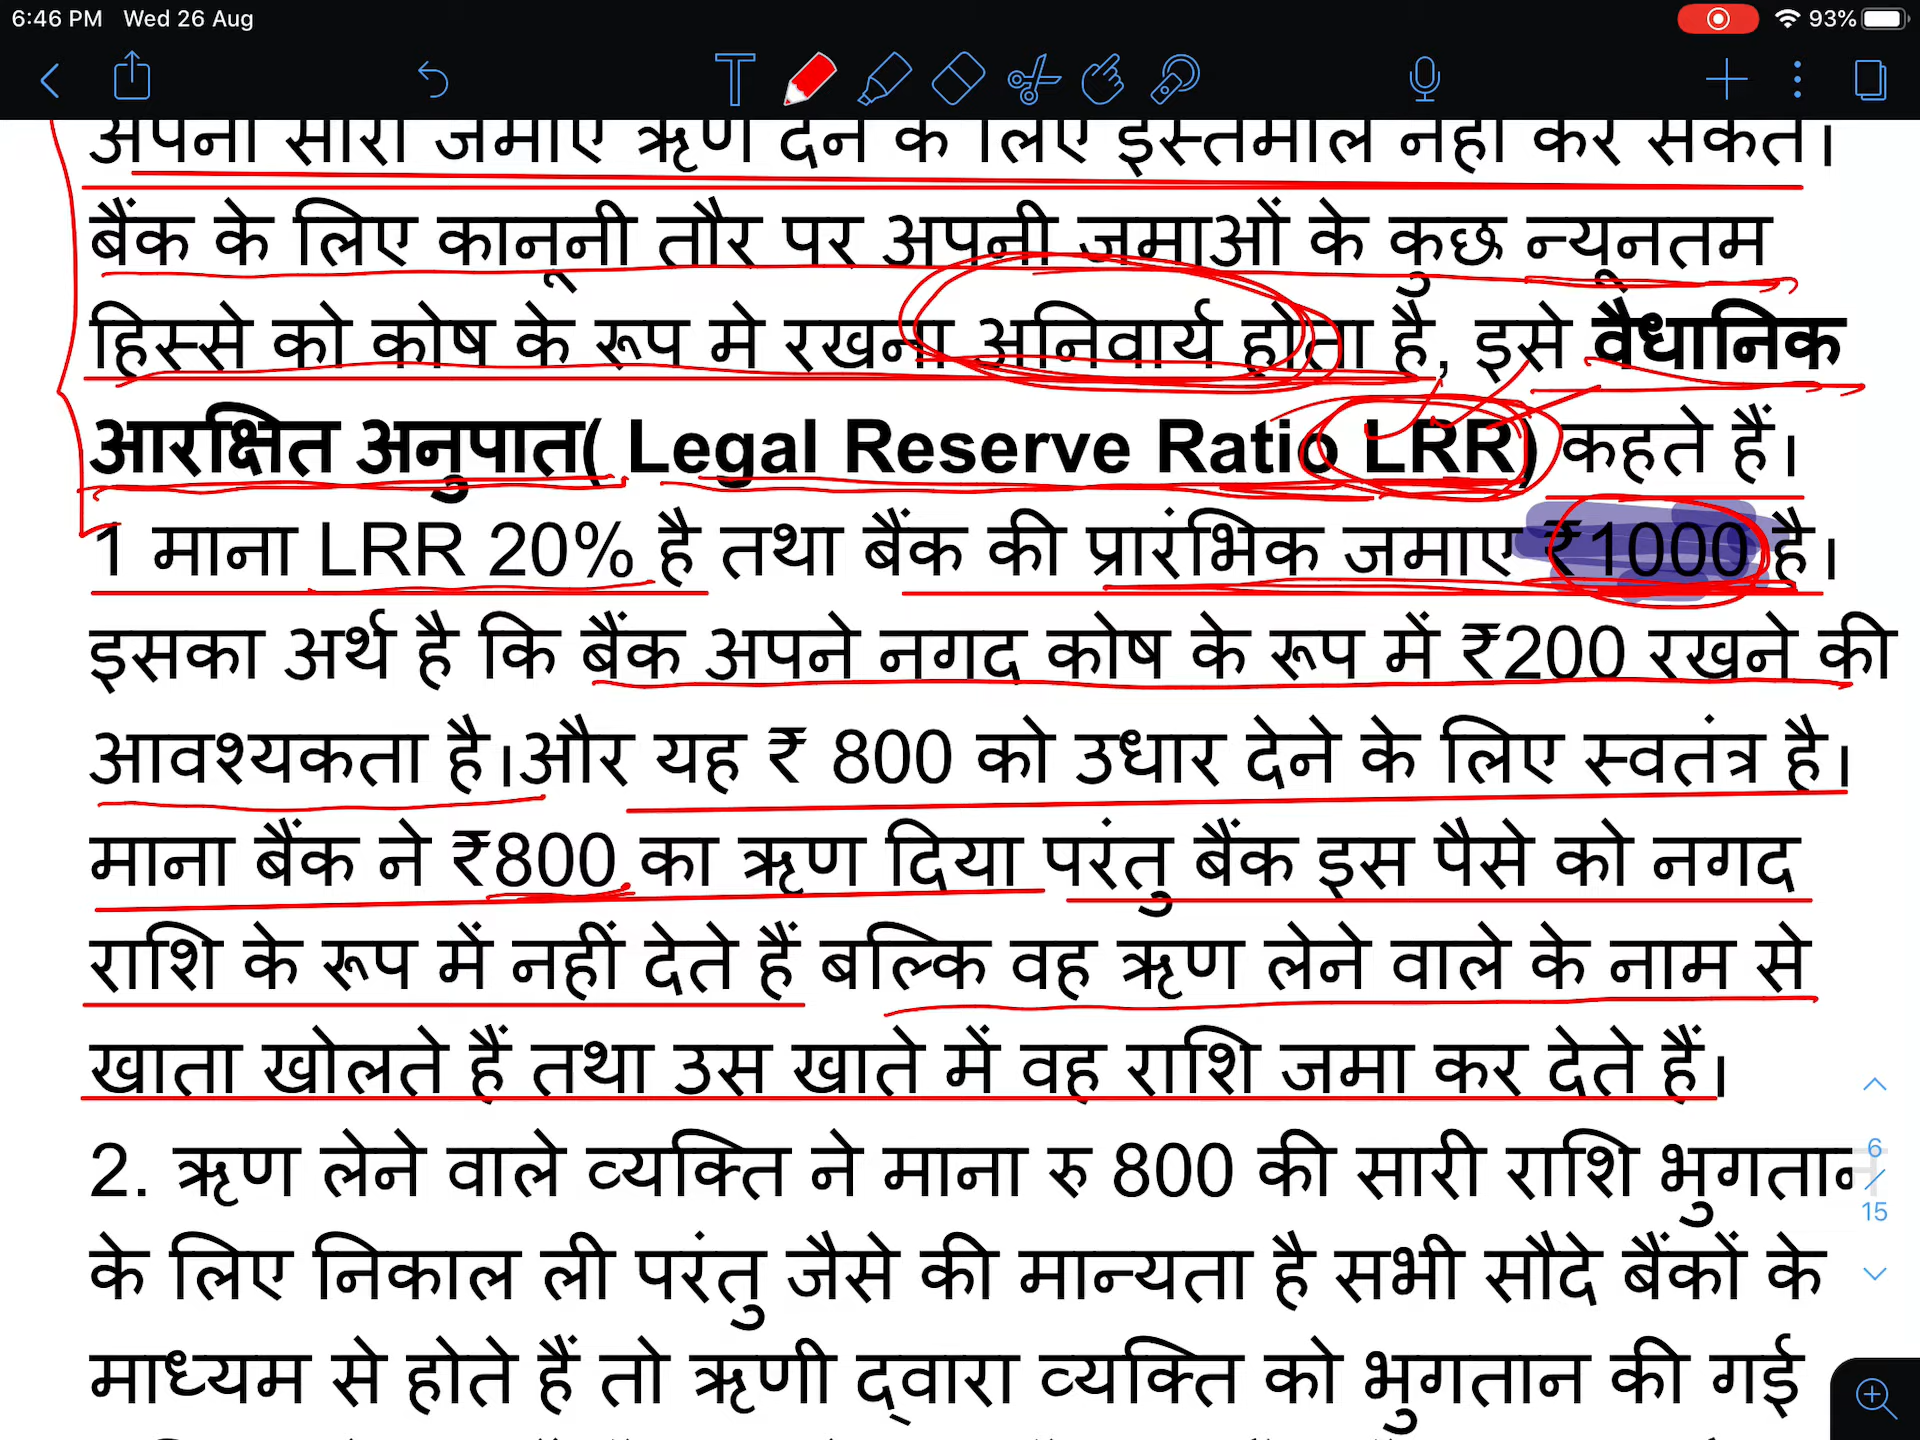 6:46 PM Wed 26 Aug 93%
अपनी सारी जमाए ऋण देने के लिए इस्तेमाल नहीं कर सकते।
बैंक के लिए कानूनी तौर पर अपनी जमाओं के कुछ न्यूनतम
हिस्से को कोष के रूप मे रखना अनिवार्य होता है, इसे वैधानिक
आरक्षित अनुपात( Legal Reserve Ratio LRR) कहते हैं।
1 माना LRR 20% है तथा बैंक की प्रारंभिक जमाए ₹1000 है।
इसका अर्थ है कि बैंक अपने नगद कोष के रूप में ₹200 रखने की
आवश्यकता है।और यह ₹ 800 को उधार देने के लिए स्वतंत्र है।
माना बैंक ने ₹800 का ऋण दिया परंतु बैंक इस पैसे को नगद
राशि के रूप में नहीं देते हैं बल्कि वह ऋण लेने वाले के नाम से
खाता खोलते हैं तथा उस खाते में वह राशि जमा कर देते हैं।
2. ऋण लेने वाले व्यक्ति ने माना रु 800 की सारी राशि भुगतान
के लिए निकाल ली परंतु जैसे की मान्यता है सभी सौदे बैंकों के
माध्यम से होते हैं तो ऋणी द्वारा व्यक्ति को भुगतान की गई
6
/
15